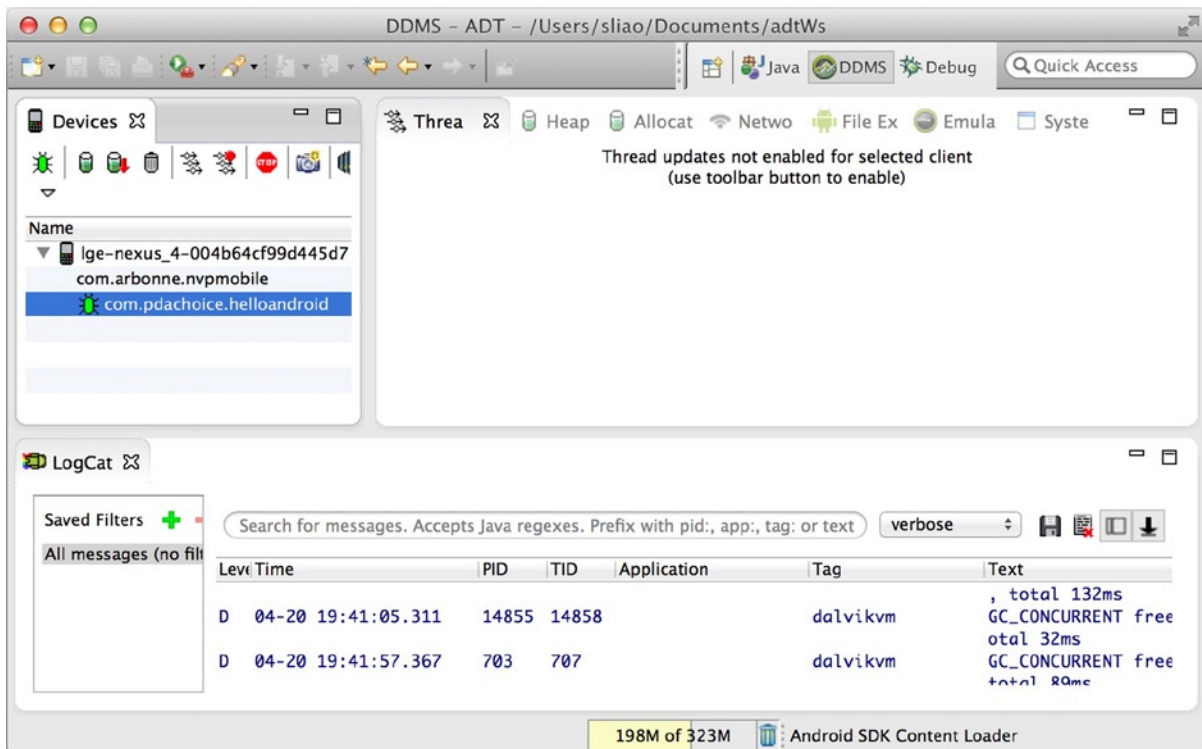 DDMS - ADT - /Users/sliao/Documents/adtWs
Java DDMS Debug Quick Access
Devices
STOP
Name
lge-nexus_4-004b64cf99d445d7
com.arbonne.nvpmobile
com.pdachoice.helloandroid
Threa Heap Allocat Netwo File Ex Emula Syste
Thread updates not enabled for selected client
(use toolbar button to enable)
LogCat
Saved Filters
All messages (no filt
Search for messages. Accepts Java regexes. Prefix with pid:, app:, tag: or text verbose
Leve Time PID TID Application Tag Text
, total 132ms
D 04-20 19:41:05.311 14855 14858 dalvikvm GC_CONCURRENT free
otal 32ms
D 04-20 19:41:57.367 703 707 dalvikvm GC_CONCURRENT free
total 89ms
198M of 323M Android SDK Content Loader